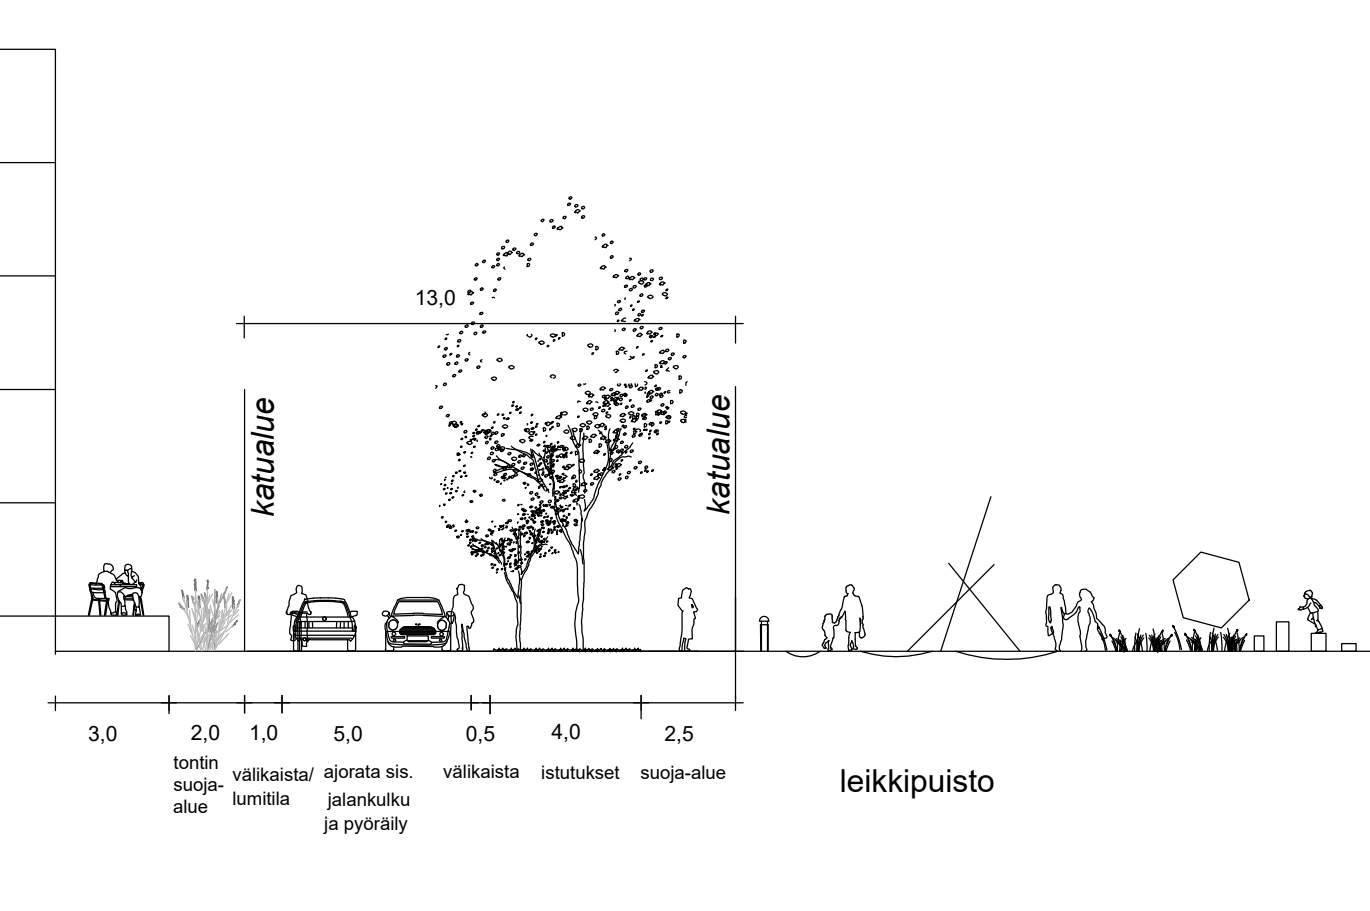 13,0
katualue
katualue
3,0
2,0
1,0
5,0
0,5
4,0
2,5
tontin
suoja-
alue
välikaista/
lumitila
ajorata sis.
jalankulku
ja pyöräily
välikaista
istutukset
suoja-alue
leikkipuisto